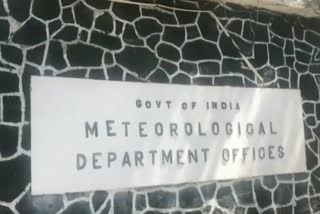 GOVT OF INDIA
METEOROLOGICAL
DEPARTMENT OFFICES